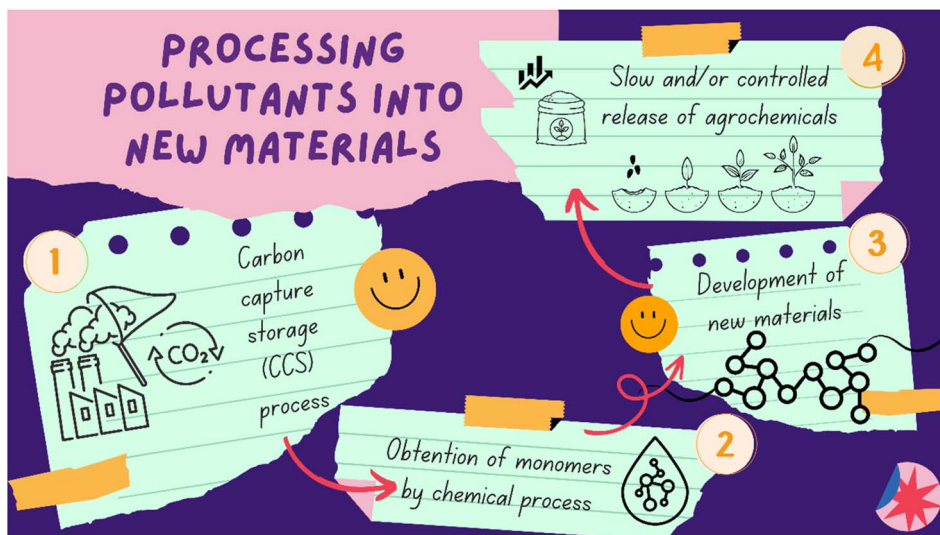 PROCESSING
POLLUTANTS INTO
NEW MATERIALS
1
Carbon
capture
storage
(CCS)
process
CO2
2
Obtention of monomers
by chemical process
3
Development of
new materials
4
Slow and/or controlled
release of agrochemicals